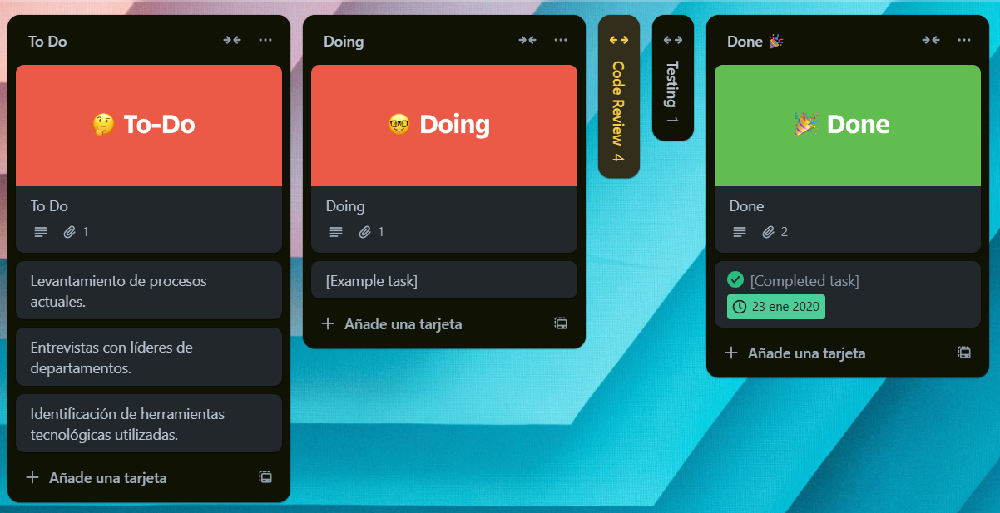 To Do
🤔 To-Do
To Do
1
Levantamiento de procesos
actuales.
Entrevistas con líderes de
departamentos.
Identificación de herramientas
tecnológicas utilizadas.
+ Añade una tarjeta
Doing
🤓 Doing
Doing
1
[Example task]
+ Añade una tarjeta
Code Review 4
Testing 1
Done 🎉
🎉 Done
Done
2
[Completed task]
23 ene 2020
+ Añade una tarjeta